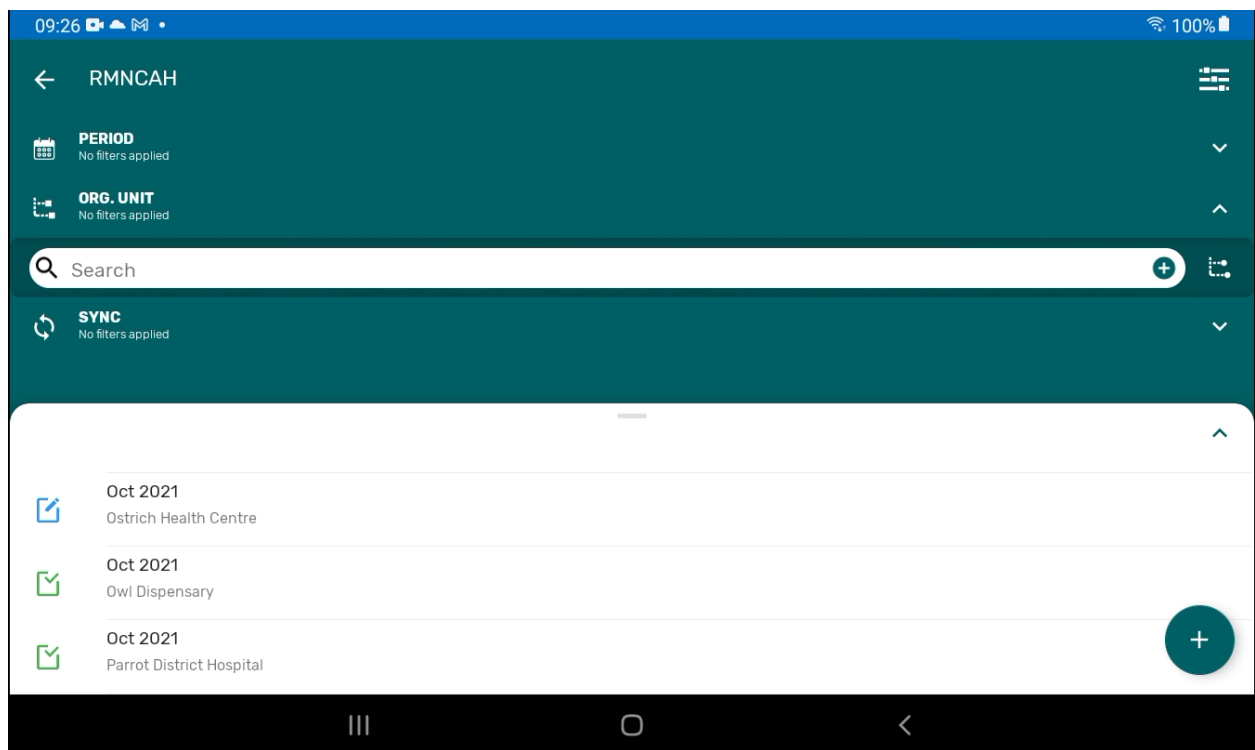 09:26
100%
RMNCAH
PERIOD
No filters applied
ORG. UNIT
No filters applied
Search
SYNC
No filters applied
Oct 2021
Ostrich Health Centre
Oct 2021
Owl Dispensary
Oct 2021
Parrot District Hospital